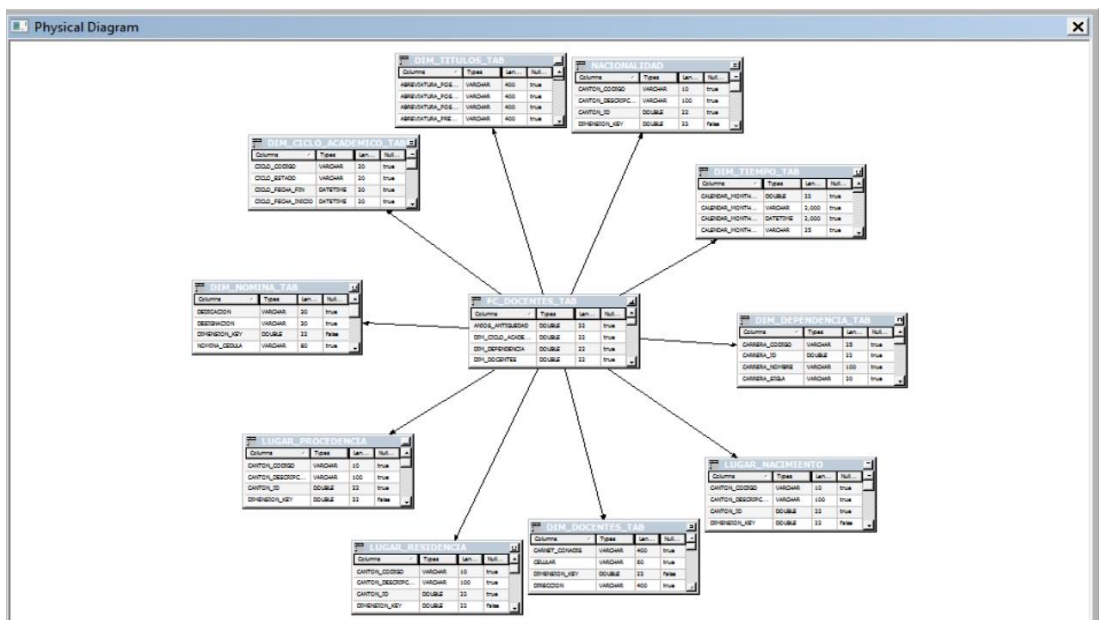 Physical Diagram
DIM_TITULOS_TAB
Columns Types Len... Null...
ABREVIATURA_POS... VARCHAR 400 true
ABREVIATURA_POS... VARCHAR 400 true
ABREVIATURA_POS... VARCHAR 400 true
ABREVIATURA_PRE... VARCHAR 400 true
NACIONALIDAD
Columns Types Len... Null...
CANTON_CODIGO VARCHAR 10 true
CANTON_DESCRIPC... VARCHAR 100 true
CANTON_ID DOUBLE 22 true
DIMENSION_KEY DOUBLE 22 false
DIM_CICLO_ACADEMICO_TAB
Columns Types Len... Null...
CICLO_CODIGO VARCHAR 20 true
CICLO_ESTADO VARCHAR 20 true
CICLO_FECHA_FIN DATETIME 20 true
CICLO_FECHA_INICIO DATETIME 20 true
DIM_TIEMPO_TAB
Columns Types Len... Null...
CALENDAR_MONTH... DOUBLE 22 true
CALENDAR_MONTH... VARCHAR 2,000 true
CALENDAR_MONTH... DATETIME 2,000 true
CALENDAR_MONTH... VARCHAR 25 true
DIM_NOMINA_TAB
Columns Types Len... Null...
DEDICACION VARCHAR 30 true
DESIGNACION VARCHAR 30 true
DIMENSION_KEY DOUBLE 22 false
NOMINA_CEDULA VARCHAR 80 true
FC_DOCENTES_TAB
Columns Types Len... Null...
ANIOS_ANTIGUEDAD DOUBLE 22 true
DIM_CICLO_ACADE... DOUBLE 22 true
DIM_DEPENDENCIA DOUBLE 22 true
DIM_DOCENTES DOUBLE 22 true
DIM_DEPENDENCIA_TAB
Columns Types Len... Null...
CARRERA_CODIGO VARCHAR 25 true
CARRERA_ID DOUBLE 22 true
CARRERA_NOMBRE VARCHAR 100 true
CARRERA_SIGLA VARCHAR 20 true
LUGAR_PROCEDENCIA
Columns Types Len... Null...
CANTON_CODIGO VARCHAR 10 true
CANTON_DESCRIPC... VARCHAR 100 true
CANTON_ID DOUBLE 22 true
DIMENSION_KEY DOUBLE 22 false
LUGAR_NACIMIENTO
Columns Types Len... Null...
CANTON_CODIGO VARCHAR 10 true
CANTON_DESCRIPC... VARCHAR 100 true
CANTON_ID DOUBLE 22 true
DIMENSION_KEY DOUBLE 22 false
LUGAR_RESIDENCIA
Columns Types Len... Null...
CANTON_CODIGO VARCHAR 10 true
CANTON_DESCRIPC... VARCHAR 100 true
CANTON_ID DOUBLE 22 true
DIMENSION_KEY DOUBLE 22 false
DIM_DOCENTES_TAB
Columns Types Len... Null...
CARNET_CONADIS VARCHAR 400 true
CELULAR VARCHAR 60 true
DIMENSION_KEY DOUBLE 22 false
DIRECCION VARCHAR 400 true